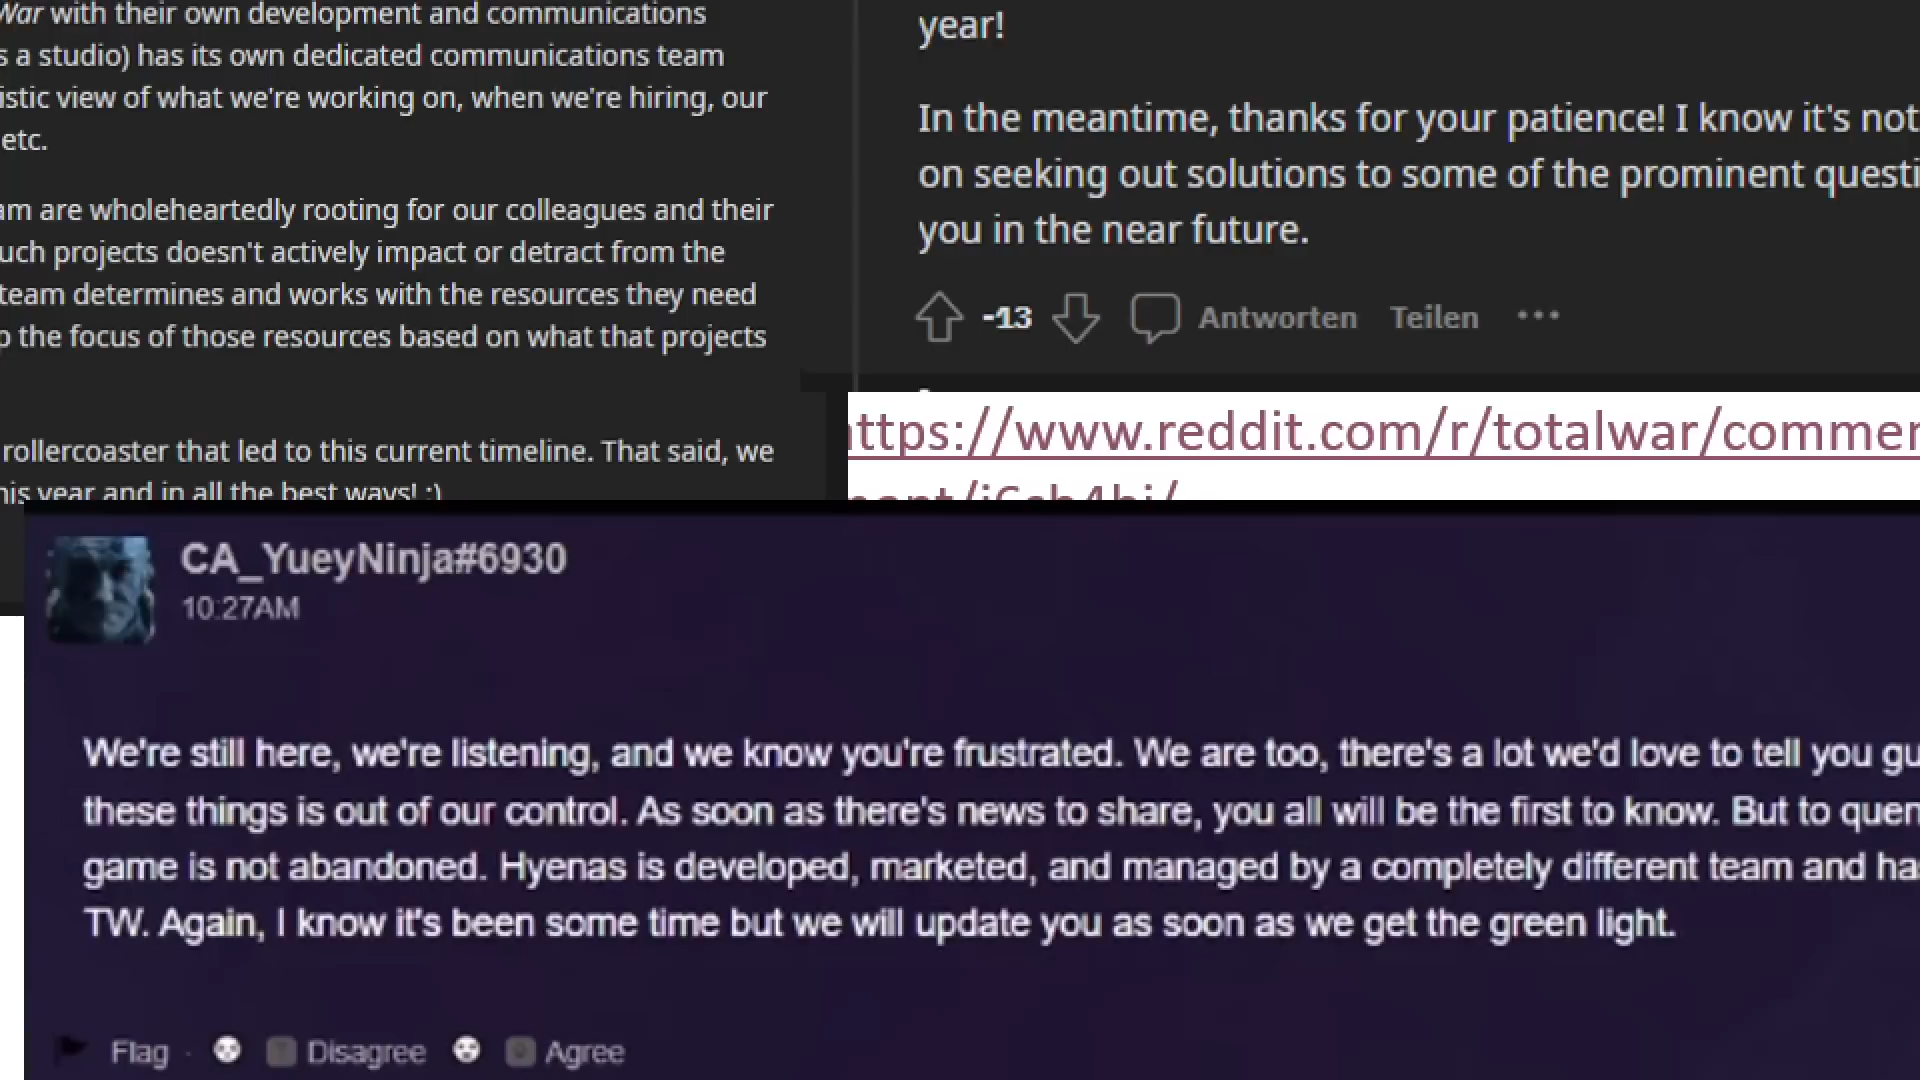 War with their own development and communications
s a studio) has its own dedicated communications team
istic view of what we're working on, when we're hiring, our
etc.
am are wholeheartedly rooting for our colleagues and their
uch projects doesn't actively impact or detract from the
team determines and works with the resources they need
p the focus of those resources based on what that projects
rollercoaster that led to this current timeline. That said, we
his year and in all the best ways! :)
year!
In the meantime, thanks for your patience! I know it's not
on seeking out solutions to some of the prominent questi
you in the near future.
-13 Antworten Teilen ...
ttps://www.reddit.com/r/totalwar/commen
CA_YueyNinja#6930
10:27AM
We're still here, we're listening, and we know you're frustrated. We are too, there's a lot we'd love to tell you gu
these things is out of our control. As soon as there's news to share, you all will be the first to know. But to quen
game is not abandoned. Hyenas is developed, marketed, and managed by a completely different team and ha
TW. Again, I know it's been some time but we will update you as soon as we get the green light.
Flag · Disagree Agree